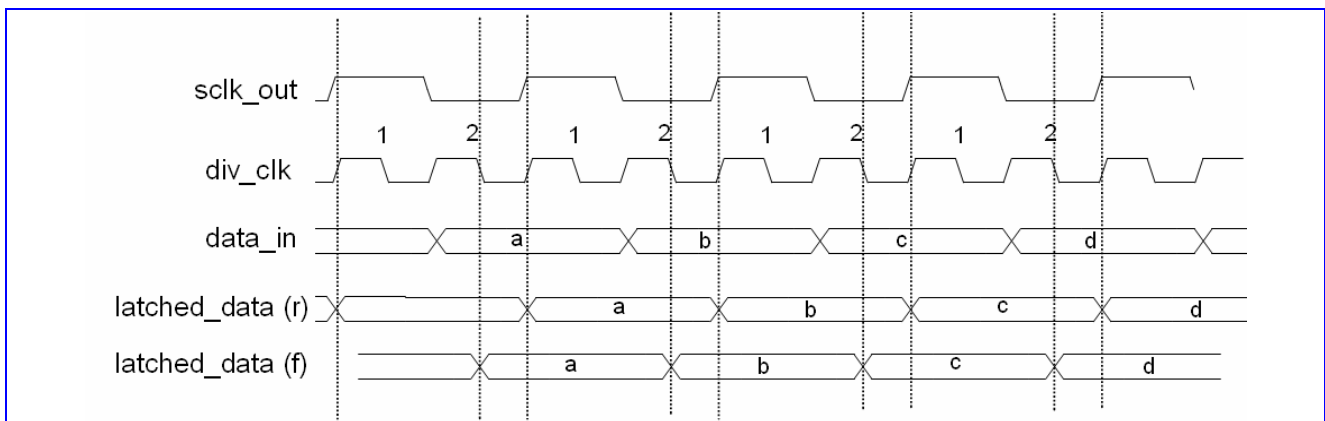 sclk_out
1 2 1 2 1 2 1 2
div_clk
data_in a b c d
latched_data (r) a b c d
latched_data (f) a b c d